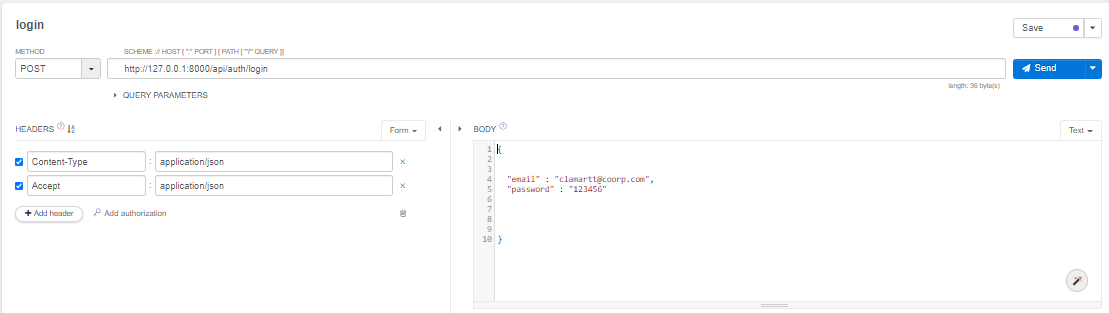 login
Save
METHOD
SCHEME :// HOST [ ":" PORT ] [ PATH [ "?" QUERY ]]
POST
http://127.0.0.1:8000/api/auth/login
Send
length: 36 byte(s)
QUERY PARAMETERS
HEADERS
Form
BODY
Text
Content-Type : application/json
Accept : application/json
Add header
Add authorization
1 {
2
3
4 "email" : "clamartt@coorp.com",
5 "password" : "123456"
6
7
8
9
10 }